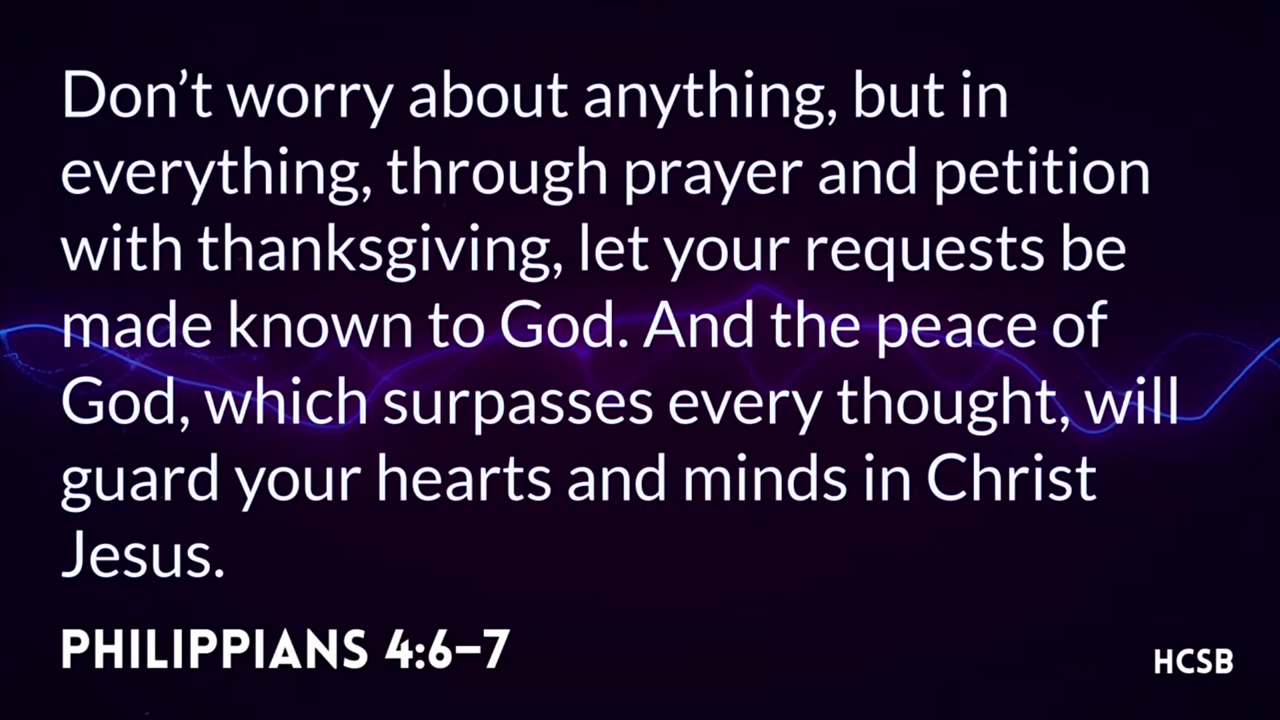 Don’t worry about anything, but in
everything, through prayer and petition
with thanksgiving, let your requests be
made known to God. And the peace of
God, which surpasses every thought, will
guard your hearts and minds in Christ
Jesus.
PHILIPPIANS 4:6–7
HCSB